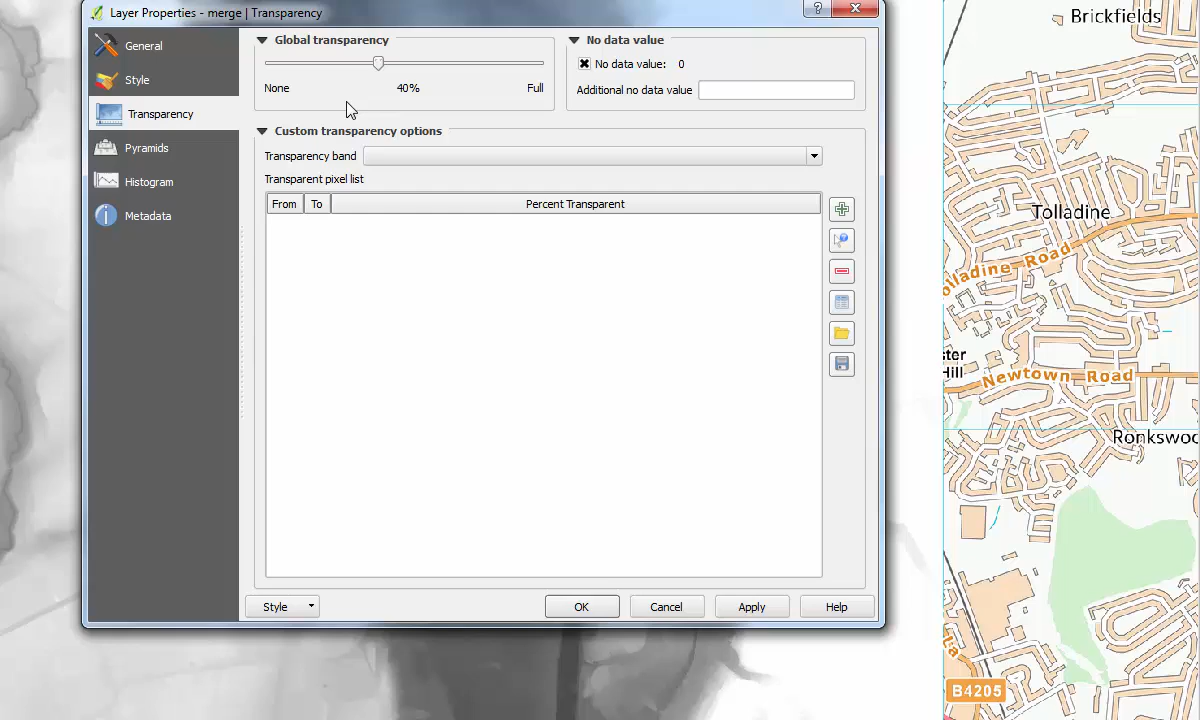 Layer Properties - merge | Transparency
General
Style
Transparency
Pyramids
Histogram
Metadata
Global transparency
None 40% Full
No data value
No data value: 0
Additional no data value
Custom transparency options
Transparency band
Transparent pixel list
From To Percent Transparent
Style OK Cancel Apply Help
Brickfields
Tolladine
olladine Road
ster
Hill
Newtown Road
Ronkswoo
La
B4205